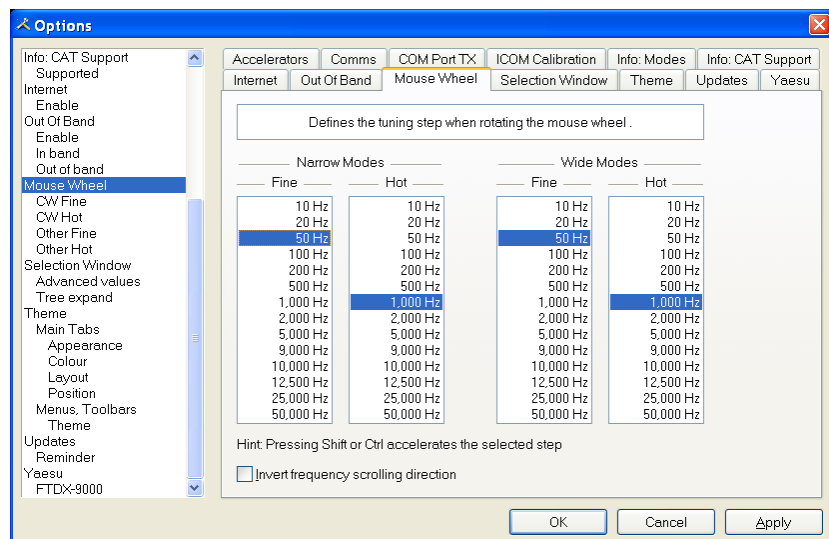 Options
Info: CAT Support
Supported
Internet
Enable
Out Of Band
Enable
In band
Out of band
Mouse Wheel
CW Fine
CW Hot
Other Fine
Other Hot
Selection Window
Advanced values
Tree expand
Theme
Main Tabs
Appearance
Colour
Layout
Position
Menus, Toolbars
Theme
Updates
Reminder
Yaesu
FTDX-9000
Accelerators Comms COM Port TX ICOM Calibration Info: Modes Info: CAT Support
Internet Out Of Band Mouse Wheel Selection Window Theme Updates Yaesu
Defines the tuning step when rotating the mouse wheel .
Narrow Modes Wide Modes
Fine Hot Fine Hot
10 Hz 10 Hz 10 Hz 10 Hz
20 Hz 20 Hz 20 Hz 20 Hz
50 Hz 50 Hz 50 Hz 50 Hz
100 Hz 100 Hz 100 Hz 100 Hz
200 Hz 200 Hz 200 Hz 200 Hz
500 Hz 500 Hz 500 Hz 500 Hz
1,000 Hz 1,000 Hz 1,000 Hz 1,000 Hz
2,000 Hz 2,000 Hz 2,000 Hz 2,000 Hz
5,000 Hz 5,000 Hz 5,000 Hz 5,000 Hz
9,000 Hz 9,000 Hz 9,000 Hz 9,000 Hz
10,000 Hz 10,000 Hz 10,000 Hz 10,000 Hz
12,500 Hz 12,500 Hz 12,500 Hz 12,500 Hz
25,000 Hz 25,000 Hz 25,000 Hz 25,000 Hz
50,000 Hz 50,000 Hz 50,000 Hz 50,000 Hz
Hint: Pressing Shift or Ctrl accelerates the selected step
Invert frequency scrolling direction
OK Cancel Apply